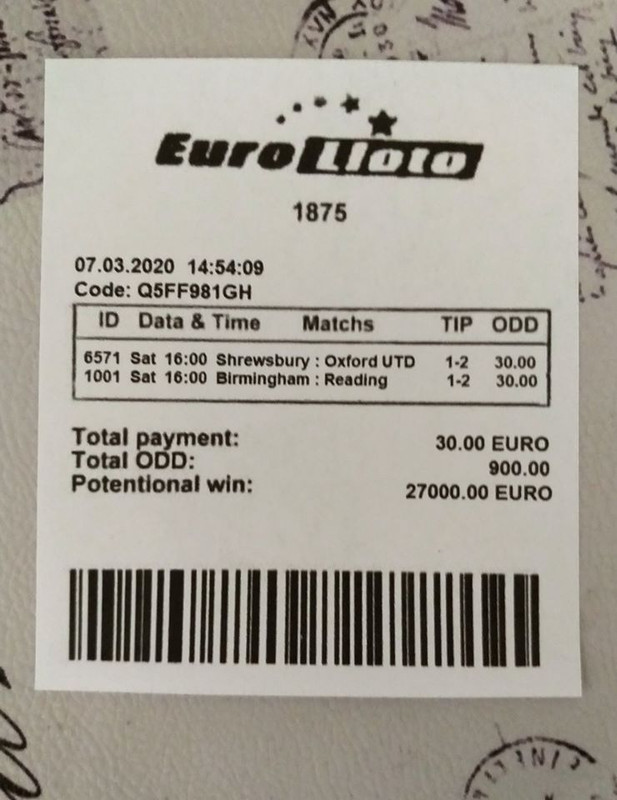 Euro Lloto
1875
07.03.2020 14:54:09
Code: Q5FF981GH
ID Data & Time Matchs TIP ODD
6571 Sat 16:00 Shrewsbury : Oxford UTD 1-2 30.00
1001 Sat 16:00 Birmingham : Reading 1-2 30.00
Total payment: 30.00 EURO
Total ODD: 900.00
Potentional win: 27000.00 EURO